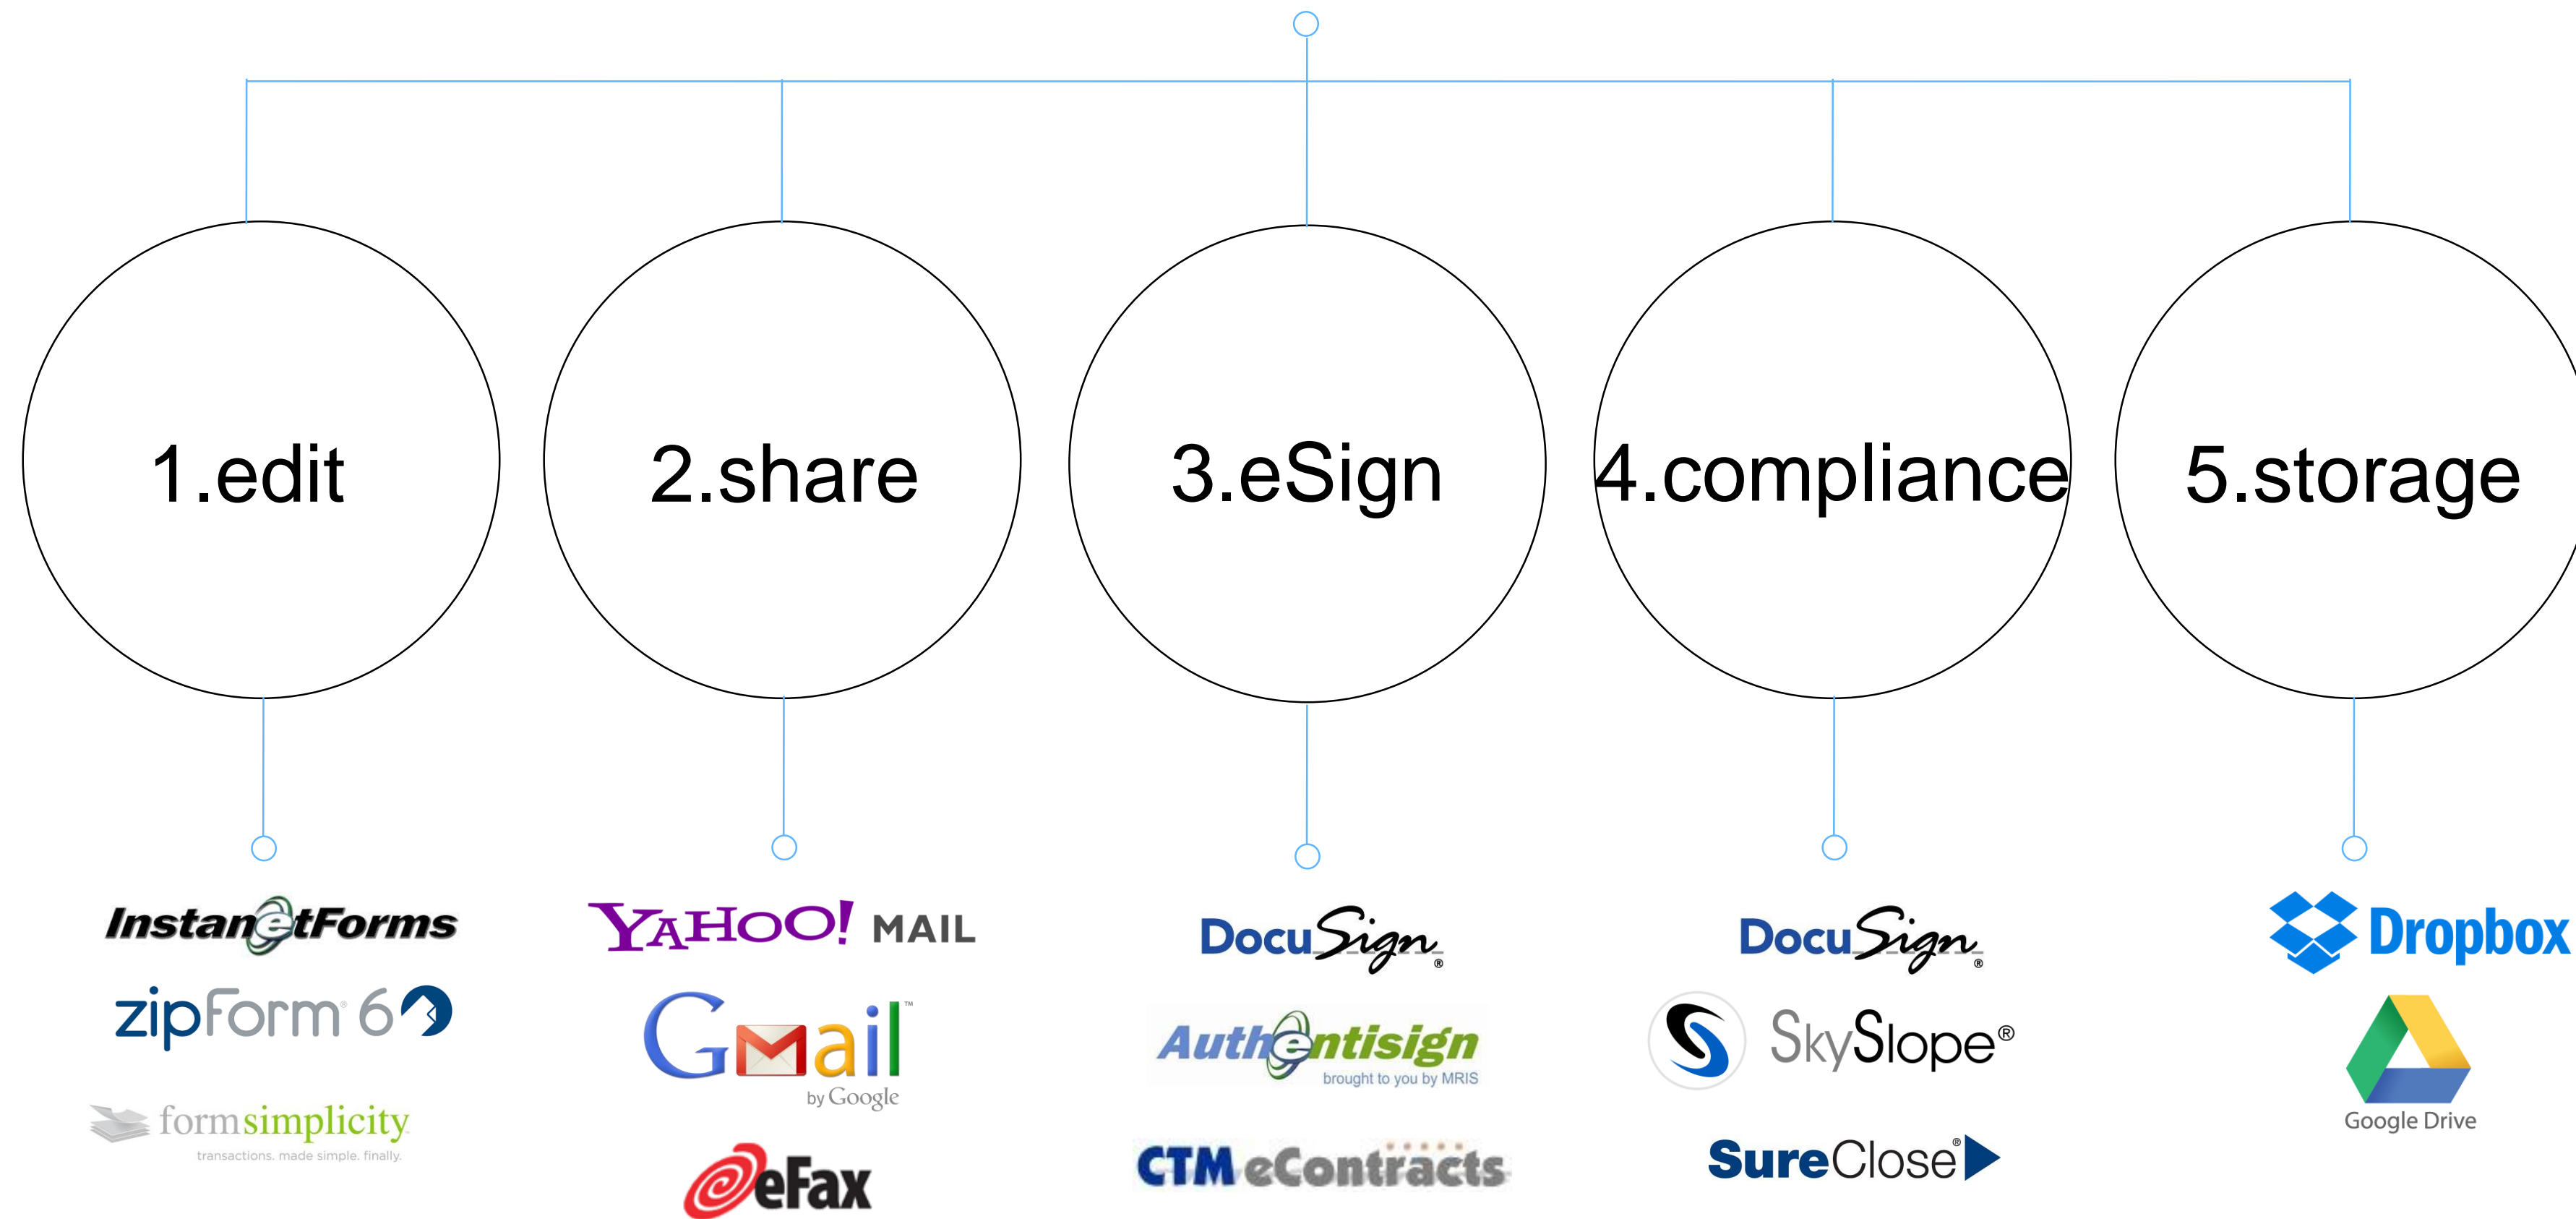 1.edit
2.share
3.eSign
4.compliance
5.storage
InstanetForms
zipForm® 6
formsimplicity
transactions. made simple. finally.
YAHOO! MAIL
Gmail™
by Google
eFax
DocuSign®
Authentisign
brought to you by MRIS
CTM eContracts
DocuSign®
SkySlope®
SureClose®
Dropbox
Google Drive